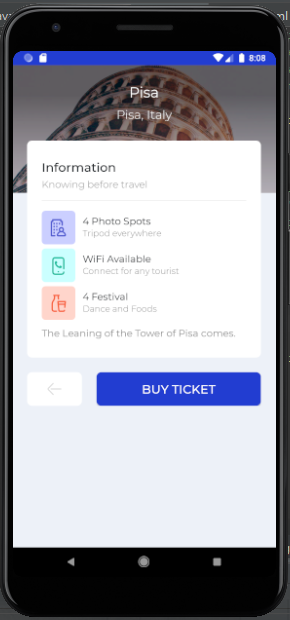 8:08
Pisa
Pisa, Italy
Information
Knowing before travel
4 Photo Spots
Tripod everywhere
WiFi Available
Connect for any tourist
4 Festival
Dance and Foods
The Leaning of the Tower of Pisa comes.
BUY TICKET